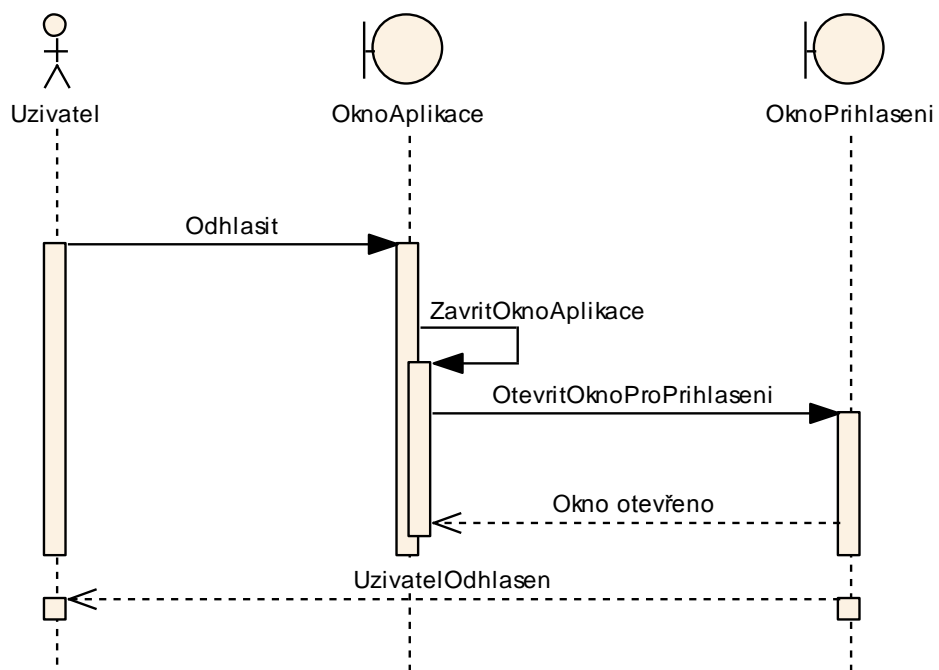 Uzivatel
OknoAplikace
OknoPrihlaseni
Odhlasit
ZavritOknoAplikace
OtevritOknoProPrihlaseni
Okno otevřeno
UzivatelOdhlasen